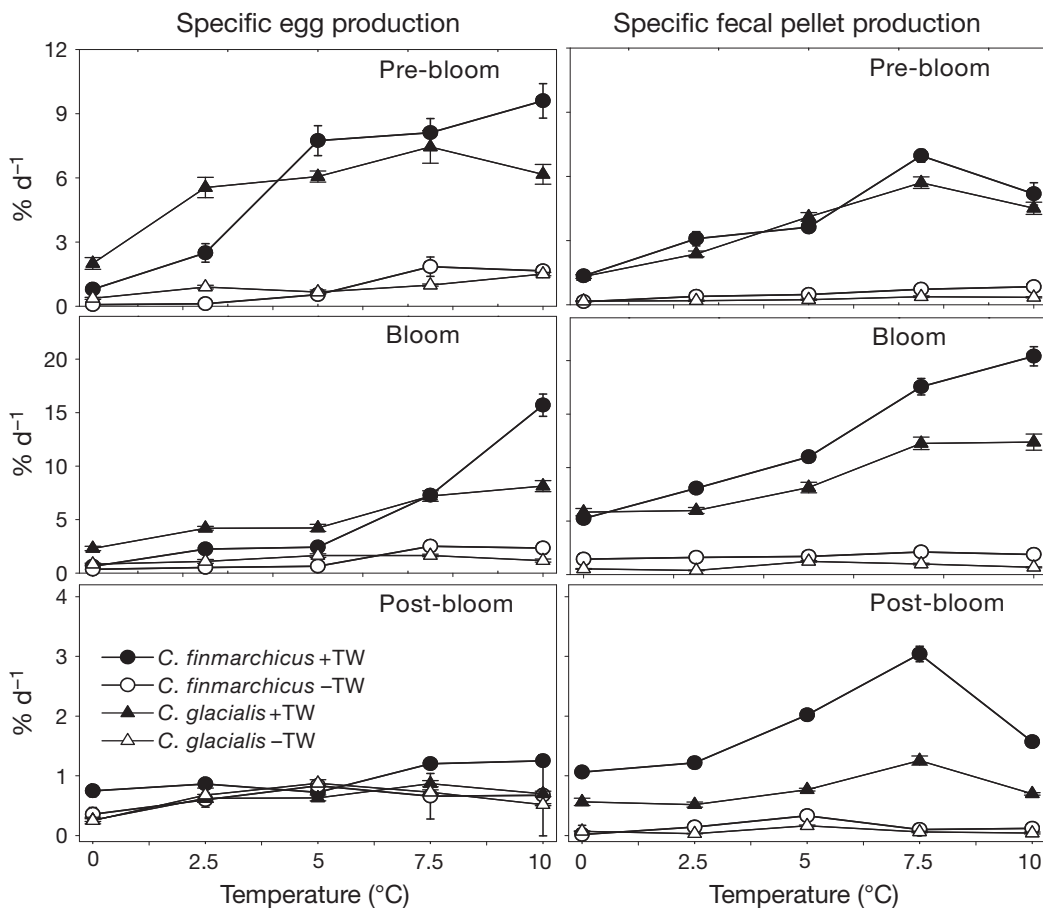 Specific egg production
Specific fecal pellet production
12
9
6
3
0
% d⁻¹
Pre-bloom
Pre-bloom
20
15
10
5
0
% d⁻¹
Bloom
Bloom
4
3
2
1
0
% d⁻¹
Post-bloom
C. finmarchicus +TW
C. finmarchicus –TW
C. glacialis +TW
C. glacialis –TW
Post-bloom
0 2.5 5 7.5 10
0 2.5 5 7.5 10
Temperature (°C)
Temperature (°C)